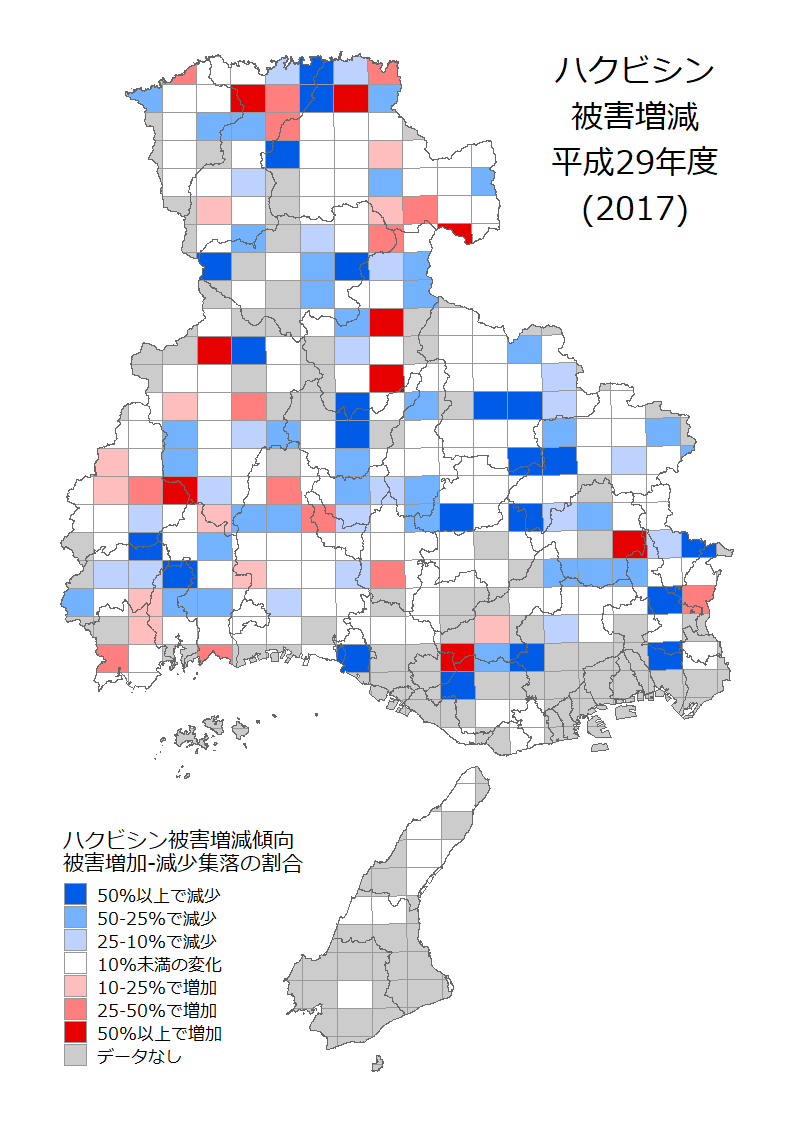 ハクビシン
被害増減
平成29年度
(2017)
ハクビシン被害増減傾向
被害増加-減少集落の割合
50%以上で減少
50-25%で減少
25-10%で減少
10%未満の変化
10-25%で増加
25-50%で増加
50%以上で増加
データなし